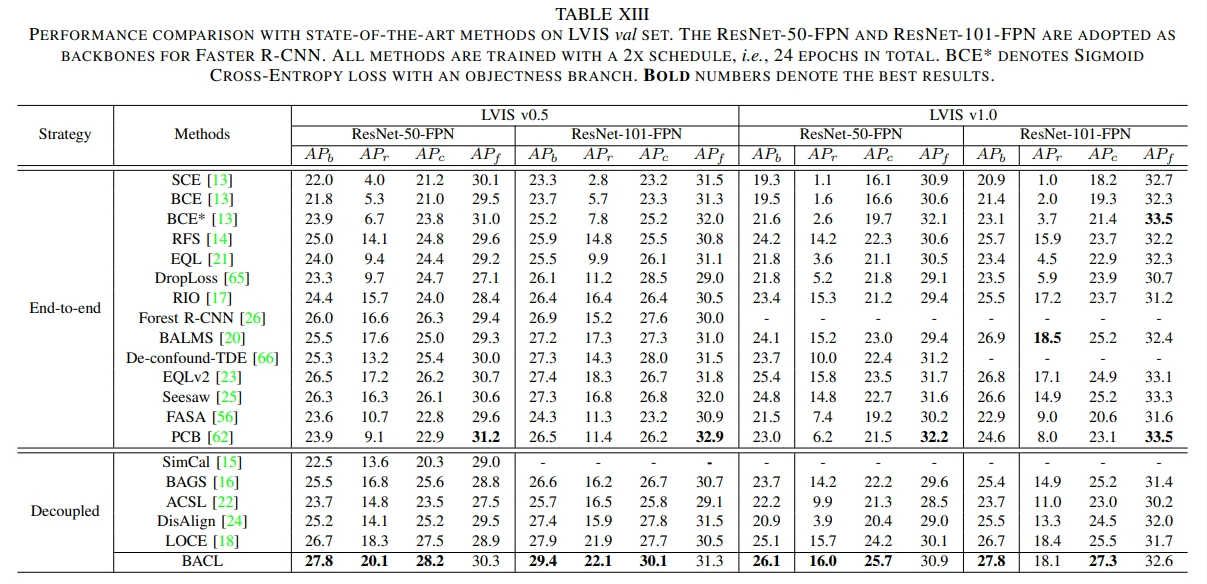 TABLE XIII
PERFORMANCE COMPARISON WITH STATE-OF-THE-ART METHODS ON LVIS val SET. THE RESNET-50-FPN AND RESNET-101-FPN ARE ADOPTED AS
BACKBONES FOR FASTER R-CNN. ALL METHODS ARE TRAINED WITH A 2X SCHEDULE, i.e., 24 EPOCHS IN TOTAL. BCE* DENOTES SIGMOID
CROSS-ENTROPY LOSS WITH AN OBJECTNESS BRANCH. BOLD NUMBERS DENOTE THE BEST RESULTS.
Strategy Methods LVIS v0.5 LVIS v1.0
ResNet-50-FPN ResNet-101-FPN ResNet-50-FPN ResNet-101-FPN
APb APr APc APf APb APr APc APf APb APr APc APf APb APr APc APf
End-to-end
SCE [13] 22.0 4.0 21.2 30.1 23.3 2.8 23.2 31.5 19.3 1.1 16.1 30.9 20.9 1.0 18.2 32.7
BCE [13] 21.8 5.3 21.0 29.5 23.7 5.7 23.3 31.3 19.5 1.6 16.6 30.6 21.4 2.0 19.3 32.3
BCE* [13] 23.9 6.7 23.8 31.0 25.2 7.8 25.2 32.0 21.6 2.6 19.7 32.1 23.1 3.7 21.4 33.5
RFS [14] 25.0 14.1 24.8 29.6 25.9 14.8 25.5 30.8 24.2 14.2 22.3 30.6 25.7 15.9 23.7 32.2
EQL [21] 24.0 9.4 24.4 29.2 25.5 9.9 26.1 31.1 21.8 3.6 21.1 30.5 23.4 4.5 22.9 32.3
DropLoss [65] 23.3 9.7 24.7 27.1 26.1 11.2 28.5 29.0 21.8 5.2 21.8 29.1 23.5 5.9 23.9 30.7
RIO [17] 24.4 15.7 24.0 28.4 26.4 16.4 26.4 30.5 23.4 15.3 21.2 29.4 25.5 17.2 23.7 31.2
Forest R-CNN [26] 26.0 16.6 26.3 29.4 26.9 15.2 27.6 30.0 - - - - - - - -
BALMS [20] 25.5 17.6 25.0 29.3 27.2 17.3 27.3 31.0 24.1 15.2 23.0 29.4 26.9 18.5 25.2 32.4
De-confound-TDE [66] 25.3 13.2 25.4 30.0 27.3 14.3 28.0 31.5 23.7 10.0 22.4 31.2 - - - -
EQLv2 [23] 26.5 17.2 26.2 30.7 27.4 18.3 26.7 31.8 25.4 15.8 23.5 31.7 26.8 17.1 24.9 33.1
Seesaw [25] 26.3 16.3 26.1 30.6 27.3 16.8 26.8 32.0 24.8 14.8 22.7 31.6 26.6 14.9 25.2 33.3
FASA [56] 23.6 10.7 22.8 29.6 24.3 11.3 23.2 30.9 21.5 7.4 19.2 30.2 22.9 9.0 20.6 31.6
PCB [62] 23.9 9.1 22.9 31.2 26.5 11.4 26.2 32.9 23.0 6.2 21.5 32.2 24.6 8.0 23.1 33.5
Decoupled
SimCal [15] 22.5 13.6 20.3 29.0 - - - - - - - - - - - -
BAGS [16] 25.5 16.8 25.6 28.8 26.6 16.2 26.7 30.7 23.7 14.2 22.2 29.6 25.4 14.9 25.2 31.4
ACSL [22] 23.7 14.8 23.5 27.5 25.7 16.5 25.8 29.1 22.2 9.9 21.3 28.5 23.7 11.0 23.0 30.2
DisAlign [24] 25.2 14.1 25.2 29.5 27.4 15.9 27.8 31.5 20.9 3.9 20.4 29.0 25.5 13.3 24.5 32.0
LOCE [18] 26.7 18.3 27.5 28.9 27.9 21.9 27.7 30.5 25.1 15.7 24.2 30.1 26.7 18.4 25.5 31.7
BACL 27.8 20.1 28.2 30.3 29.4 22.1 30.1 31.3 26.1 16.0 25.7 30.9 27.8 18.1 27.3 32.6